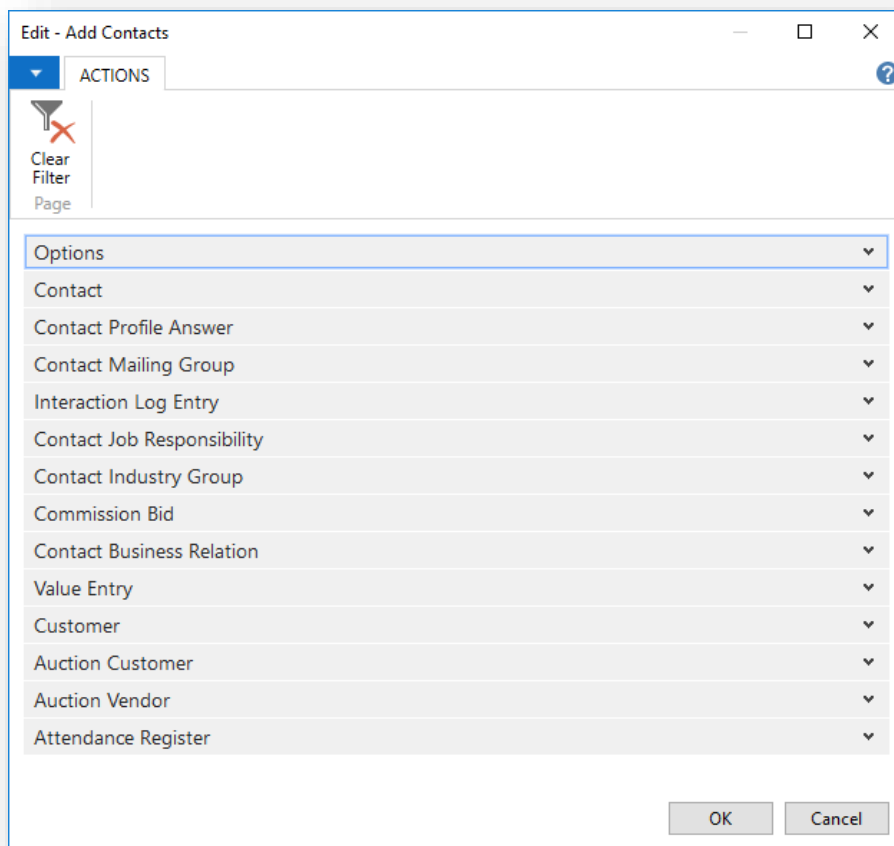 Edit - Add Contacts
ACTIONS
?
Clear
Filter
Page
Options
Contact
Contact Profile Answer
Contact Mailing Group
Interaction Log Entry
Contact Job Responsibility
Contact Industry Group
Commission Bid
Contact Business Relation
Value Entry
Customer
Auction Customer
Auction Vendor
Attendance Register
OK Cancel